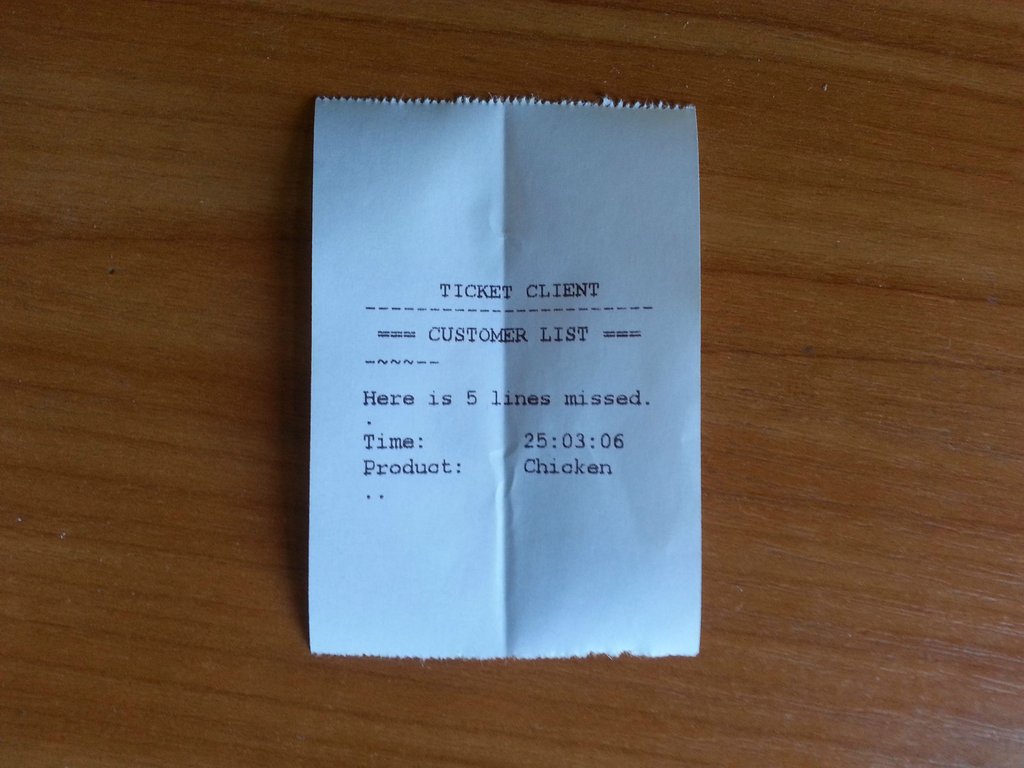 TICKET CLIENT
-----------------------
=== CUSTOMER LIST ===
-~~~--
Here is 5 lines missed.
.
Time: 25:03:06
Product: Chicken
..